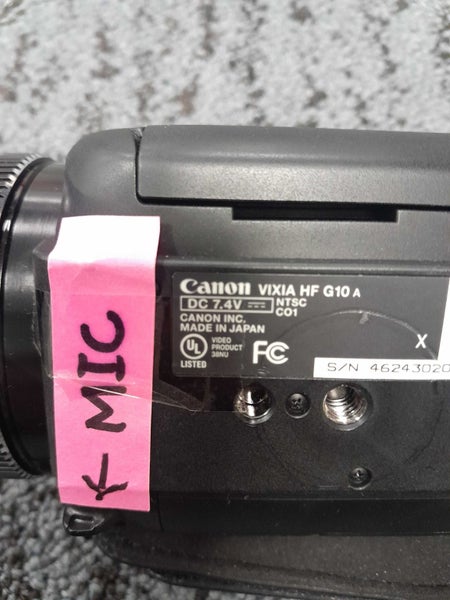 Canon VIXIA HF G10 A
DC 7.4V NTSC
CO1
CANON INC.
MADE IN JAPAN
UL
LISTED
VIDEO
PRODUCT
38NU
FC
X
S/N 46243020
← MIC